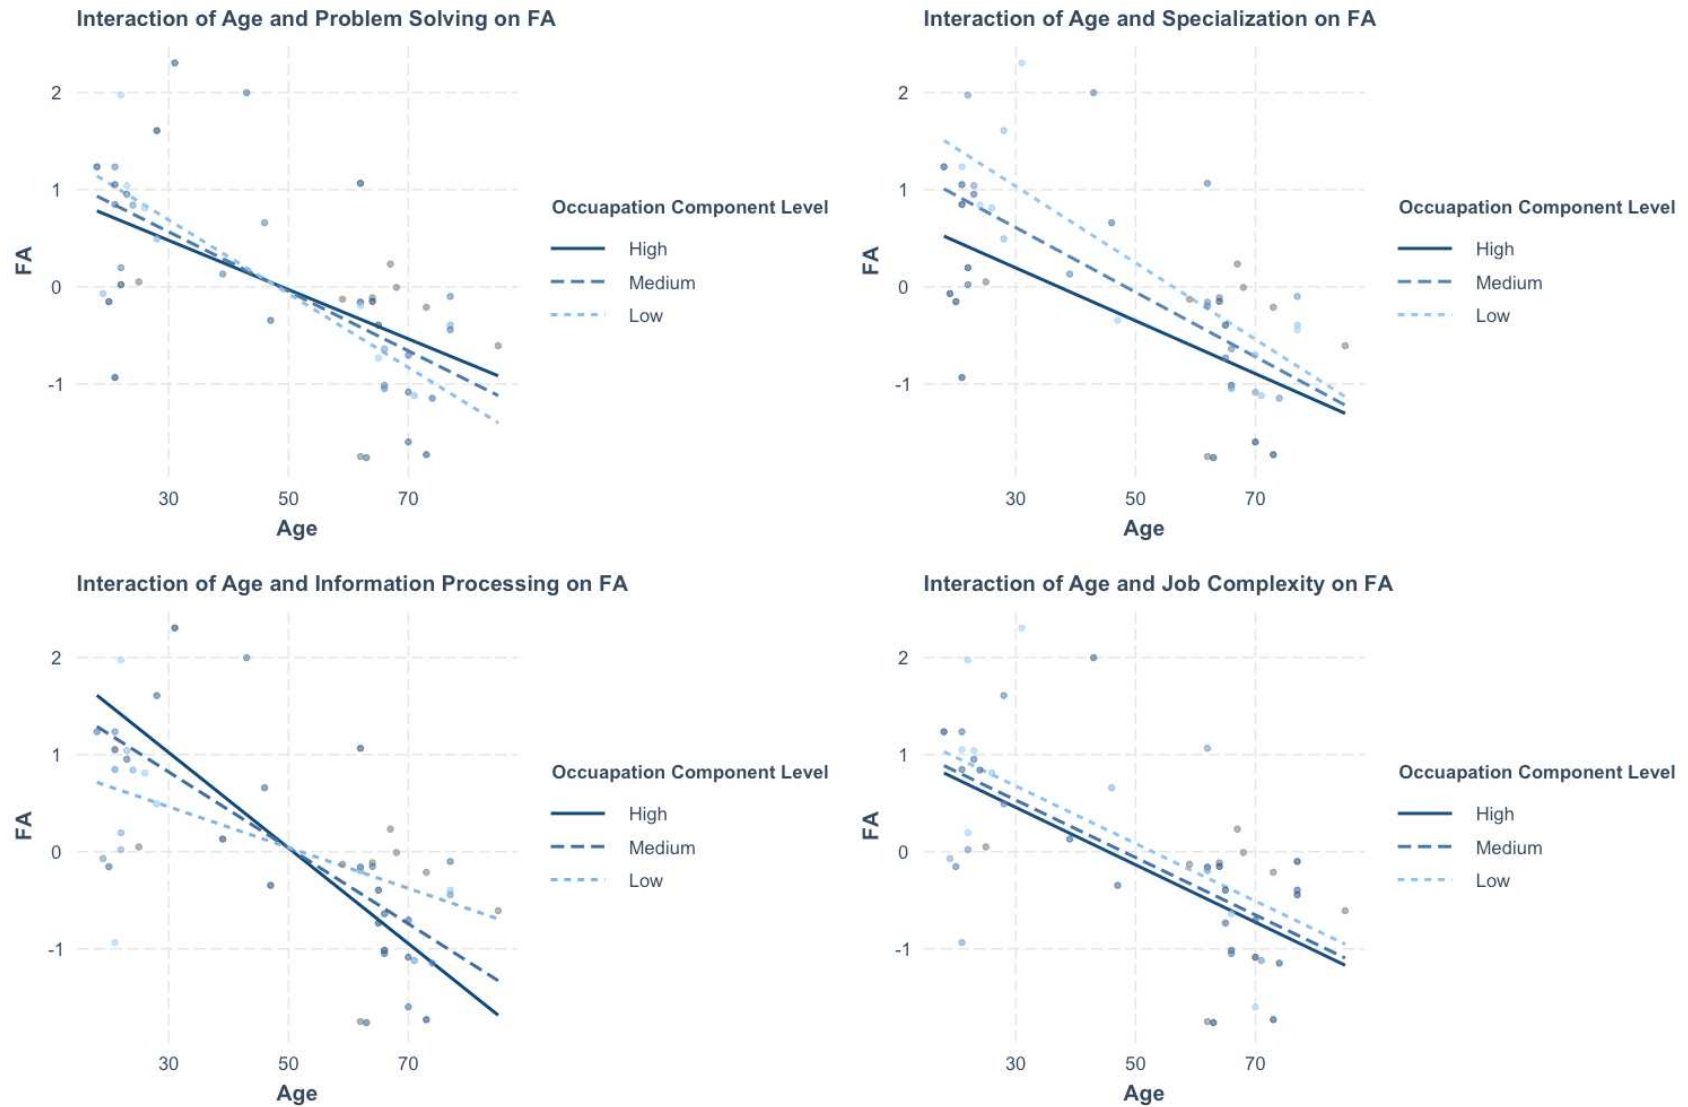 Interaction of Age and Problem Solving on FA
2
1
0
-1
FA
30 50 70
Age
Occuapation Component Level
High
Medium
Low
Interaction of Age and Specialization on FA
2
1
0
-1
FA
30 50 70
Age
Occuapation Component Level
High
Medium
Low
Interaction of Age and Information Processing on FA
2
1
0
-1
FA
30 50 70
Age
Occuapation Component Level
High
Medium
Low
Interaction of Age and Job Complexity on FA
2
1
0
-1
FA
30 50 70
Age
Occuapation Component Level
High
Medium
Low